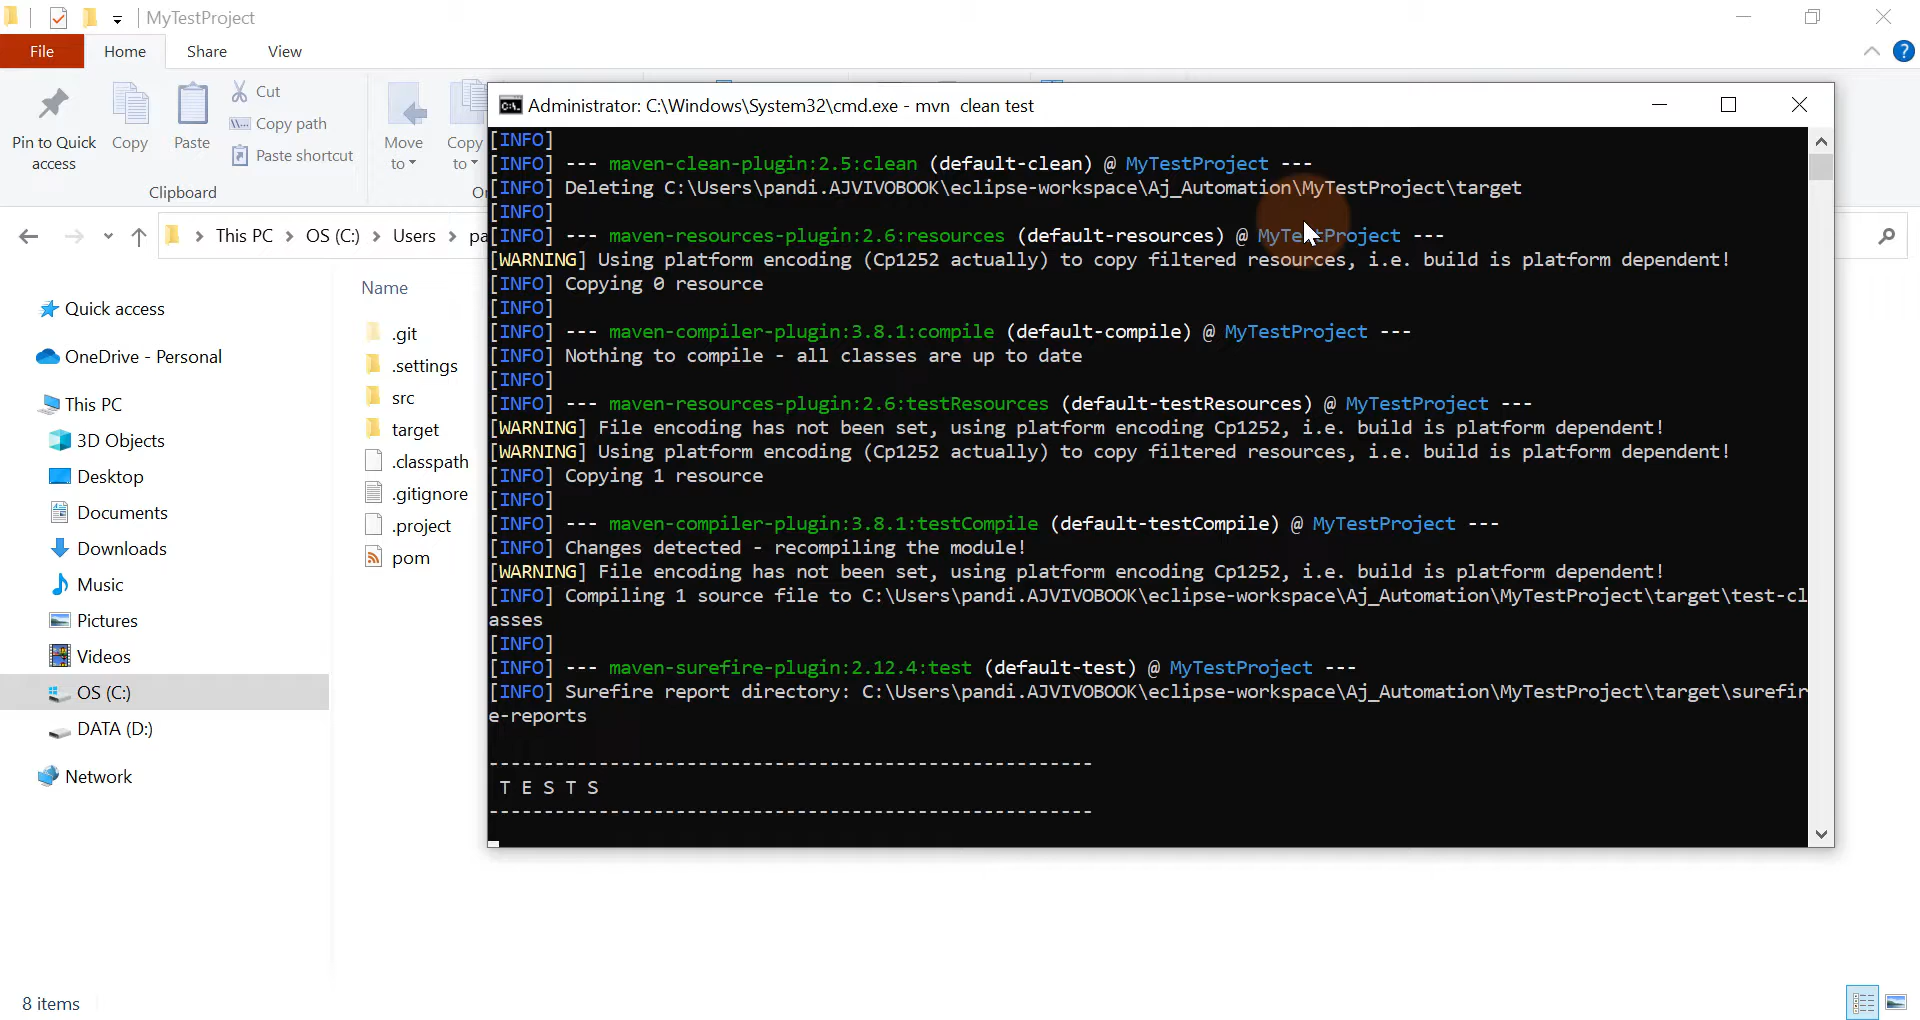 MyTestProject
File Home Share View
Pin to Quick access
Copy
Paste
Cut
Copy path
Paste shortcut
Move to
Copy to
Clipboard
This PC > OS (C:) > Users > pa
Quick access
OneDrive - Personal
This PC
3D Objects
Desktop
Documents
Downloads
Music
Pictures
Videos
OS (C:)
DATA (D:)
Network
Name
.git
.settings
src
target
.classpath
.gitignore
.project
pom
8 items
Administrator: C:\Windows\System32\cmd.exe - mvn  clean test
[INFO]
[INFO] --- maven-clean-plugin:2.5:clean (default-clean) @ MyTestProject ---
[INFO] Deleting C:\Users\pandi.AJVIVOBOOK\eclipse-workspace\Aj_Automation\MyTestProject\target
[INFO]
[INFO] --- maven-resources-plugin:2.6:resources (default-resources) @ MyTestProject ---
[WARNING] Using platform encoding (Cp1252 actually) to copy filtered resources, i.e. build is platform dependent!
[INFO] Copying 0 resource
[INFO]
[INFO] --- maven-compiler-plugin:3.8.1:compile (default-compile) @ MyTestProject ---
[INFO] Nothing to compile - all classes are up to date
[INFO]
[INFO] --- maven-resources-plugin:2.6:testResources (default-testResources) @ MyTestProject ---
[WARNING] File encoding has not been set, using platform encoding Cp1252, i.e. build is platform dependent!
[WARNING] Using platform encoding (Cp1252 actually) to copy filtered resources, i.e. build is platform dependent!
[INFO] Copying 1 resource
[INFO]
[INFO] --- maven-compiler-plugin:3.8.1:testCompile (default-testCompile) @ MyTestProject ---
[INFO] Changes detected - recompiling the module!
[WARNING] File encoding has not been set, using platform encoding Cp1252, i.e. build is platform dependent!
[INFO] Compiling 1 source file to C:\Users\pandi.AJVIVOBOOK\eclipse-workspace\Aj_Automation\MyTestProject\target\test-cl
asses
[INFO]
[INFO] --- maven-surefire-plugin:2.12.4:test (default-test) @ MyTestProject ---
[INFO] Surefire report directory: C:\Users\pandi.AJVIVOBOOK\eclipse-workspace\Aj_Automation\MyTestProject\target\surefir
e-reports
-------------------------------------------------------
T E S T S
-------------------------------------------------------